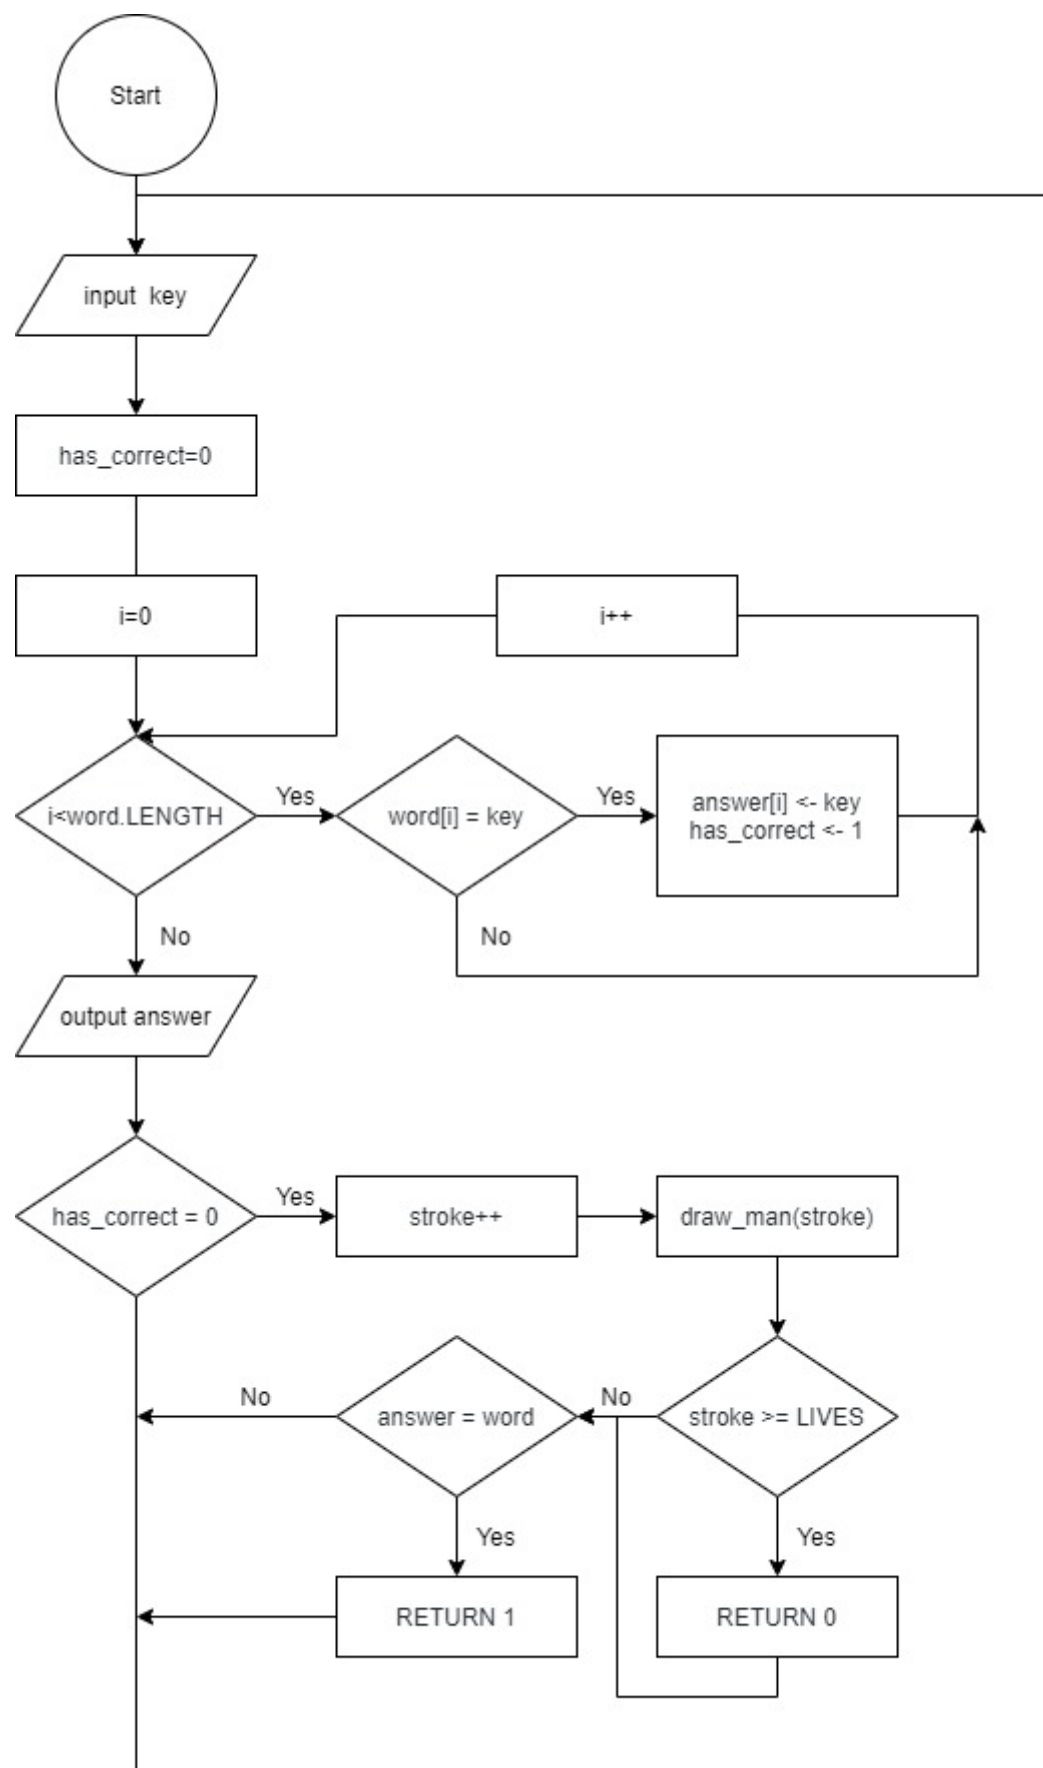 Start
input  key
has_correct=0
i=0
i++
i<word.LENGTH
Yes
word[i] = key
Yes
answer[i] <- key
has_correct <- 1
No
No
output answer
has_correct = 0
Yes
stroke++
draw_man(stroke)
No
answer = word
No
stroke >= LIVES
Yes
Yes
RETURN 1
RETURN 0